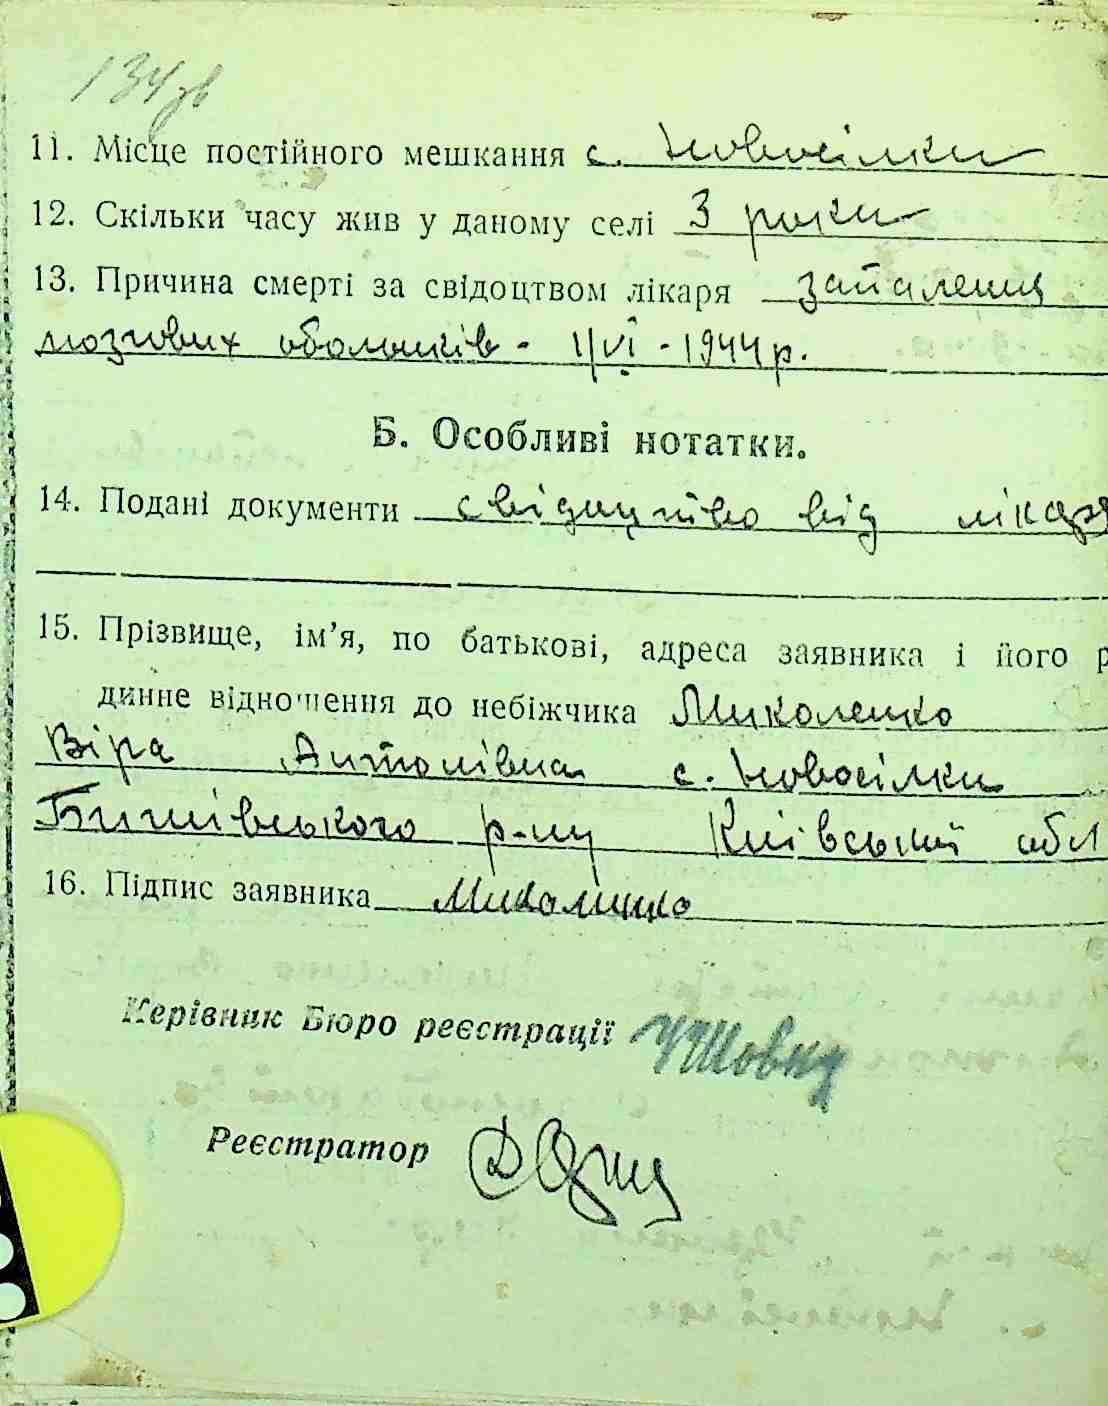 134 зв
11. Місце постійного мешкання с. Новосілки
12. Скільки часу жив у даному селі 3 роки
13. Причина смерті за свідоцтвом лікаря запалення
мозгових оболонків - 1/VI - 1944 р.
Б. Особливі нотатки.
14. Подані документи свідоцтво від лікаря
15. Прізвище, ім’я, по батькові, адреса заявника і його р
динне відношення до небіжчика Миколенко
Віра Антонівна с. Новосілки
Бишівського р-ну Київський обл
16. Підпис заявника Миколенко
Керівник Бюро реєстрації
Реєстратор